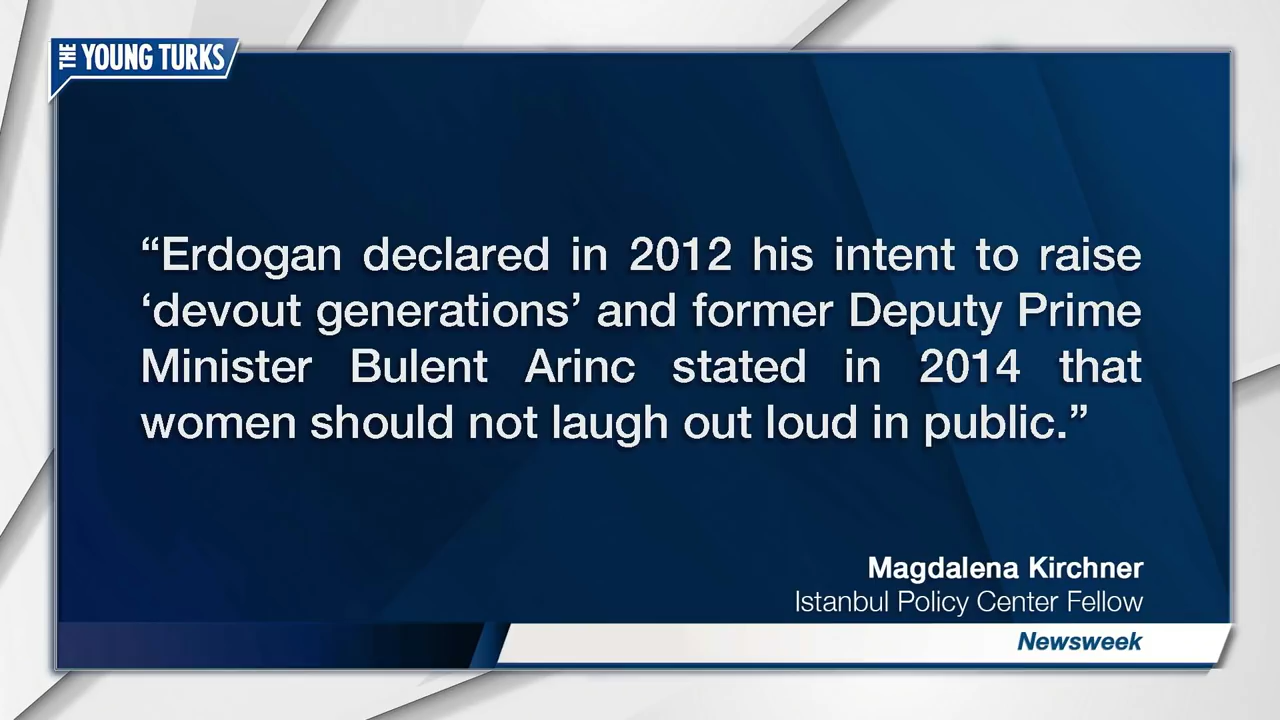 THE YOUNG TURKS
“Erdogan declared in 2012 his intent to raise
‘devout generations’ and former Deputy Prime
Minister Bulent Arinc stated in 2014 that
women should not laugh out loud in public.”
Magdalena Kirchner
Istanbul Policy Center Fellow
Newsweek